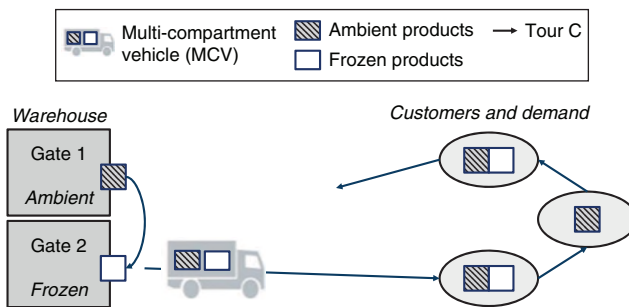 Multi-compartment
vehicle (MCV)
Ambient products
Frozen products
Tour C
Warehouse
Customers and demand
Gate 1
Ambient
Gate 2
Frozen